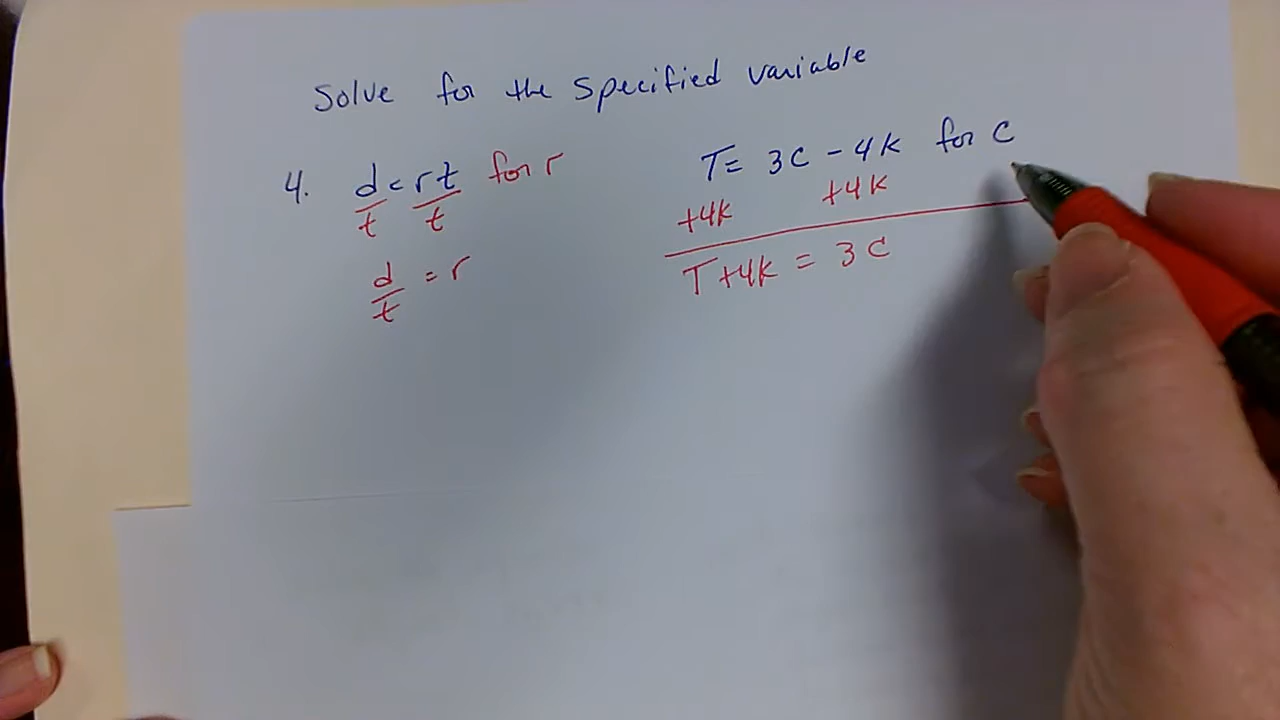 Solve for the specified variable
4. d = rt for r
t t
d/t = r
T = 3C - 4K for C
+4K +4K
T+4K = 3C